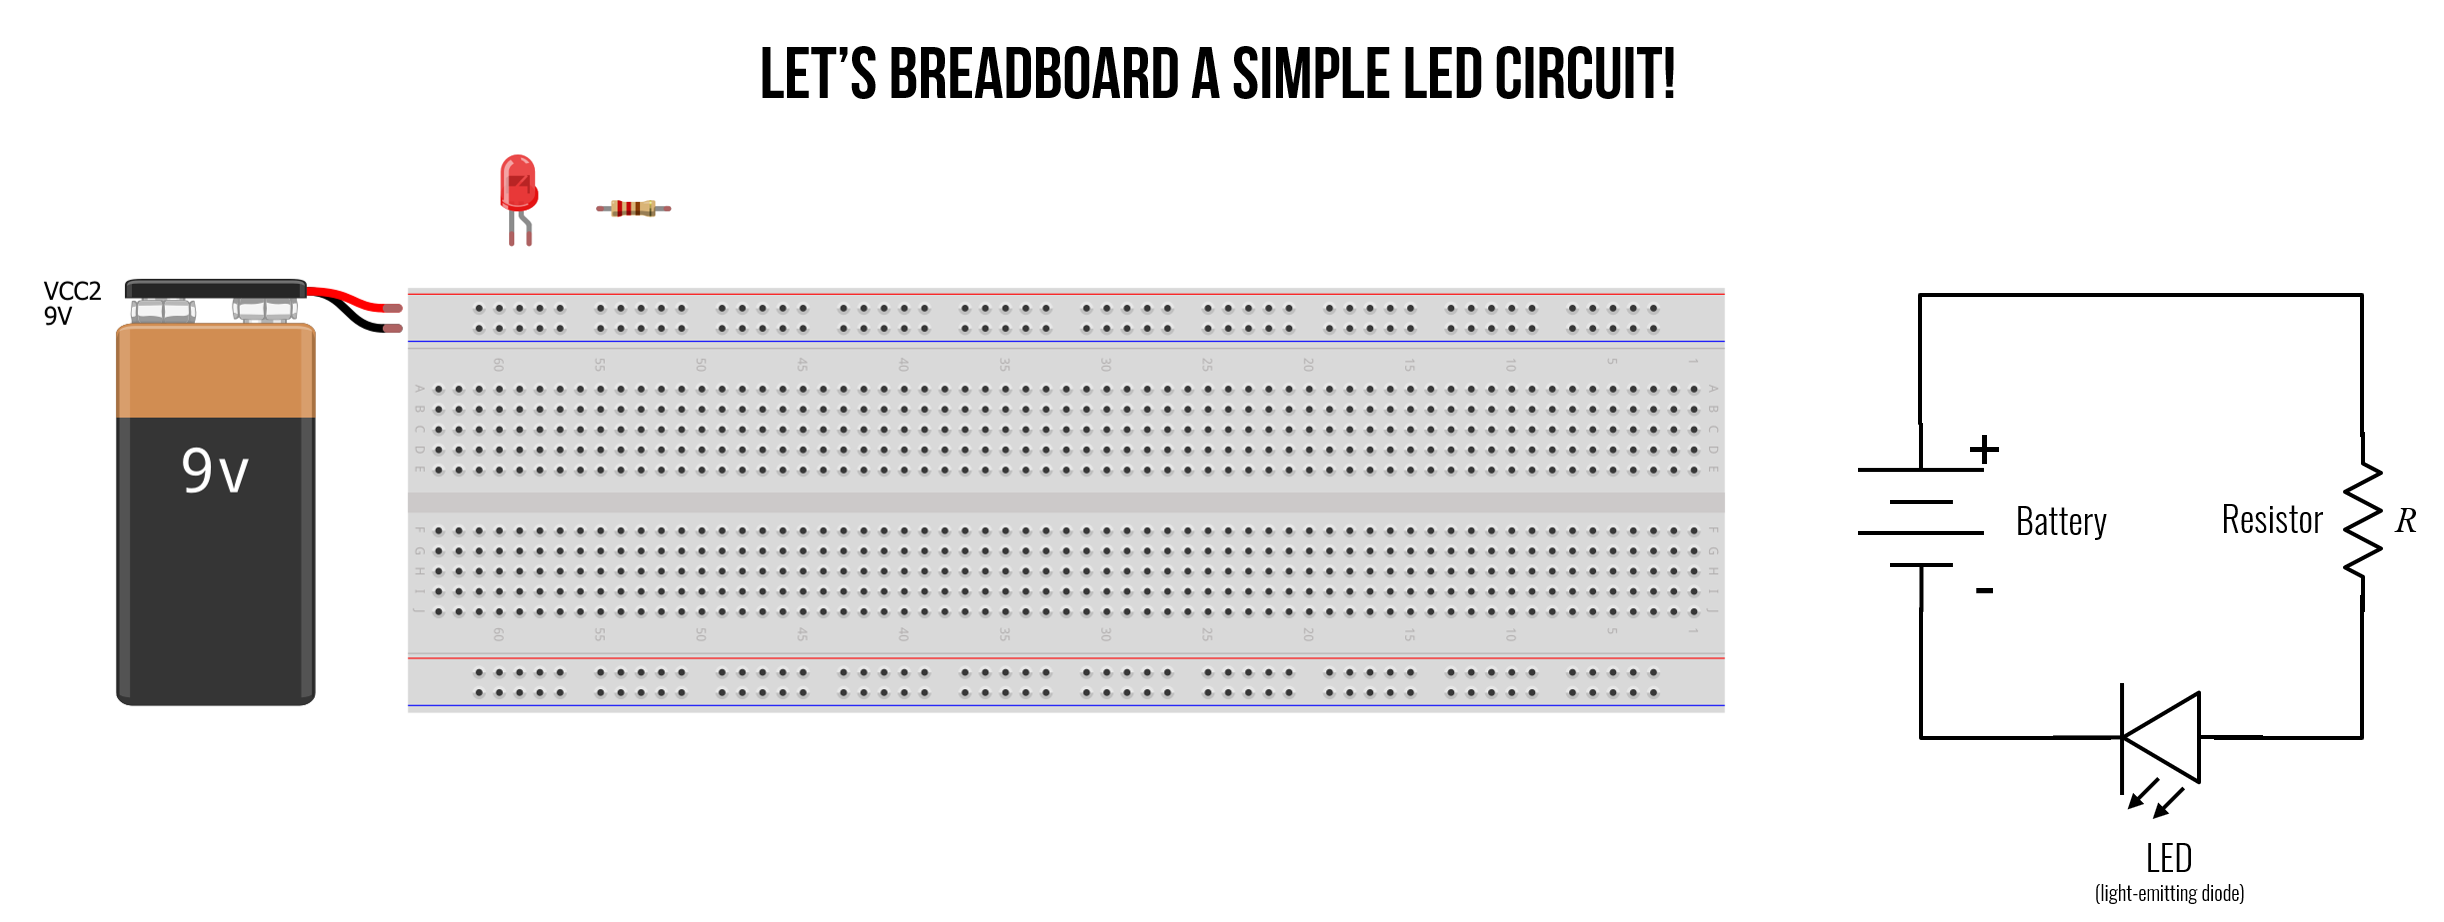 LET'S BREADBOARD A SIMPLE LED CIRCUIT!
VCC2
9V
9v
60 55 50 45 40 35 30 25 20 15 10 5 1
A A
B B
C C
D D
E E
F F
G G
H H
I I
J J
60 55 50 45 40 35 30 25 20 15 10 5 1
+
Battery
-
Resistor R
LED
(light-emitting diode)